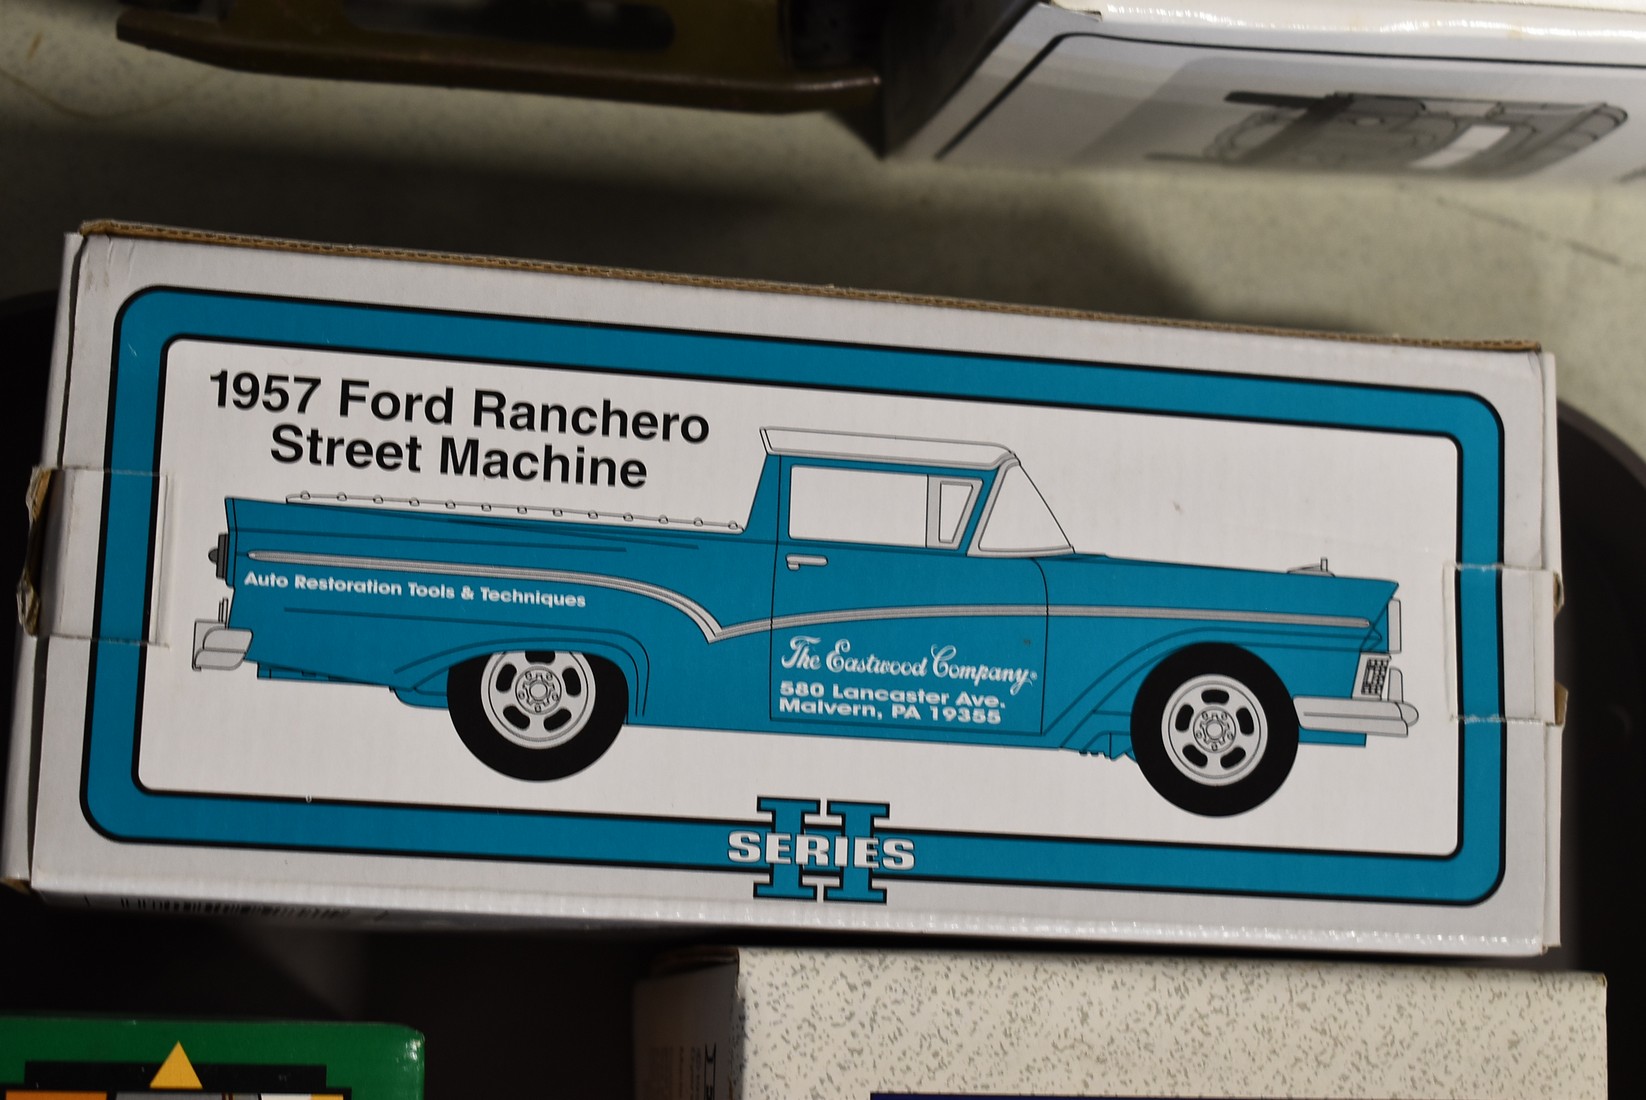 1957 Ford Ranchero
Street Machine
Auto Restoration Tools & Techniques
The Eastwood Company®
580 Lancaster Ave.
Malvern, PA 19355
II
SERIES